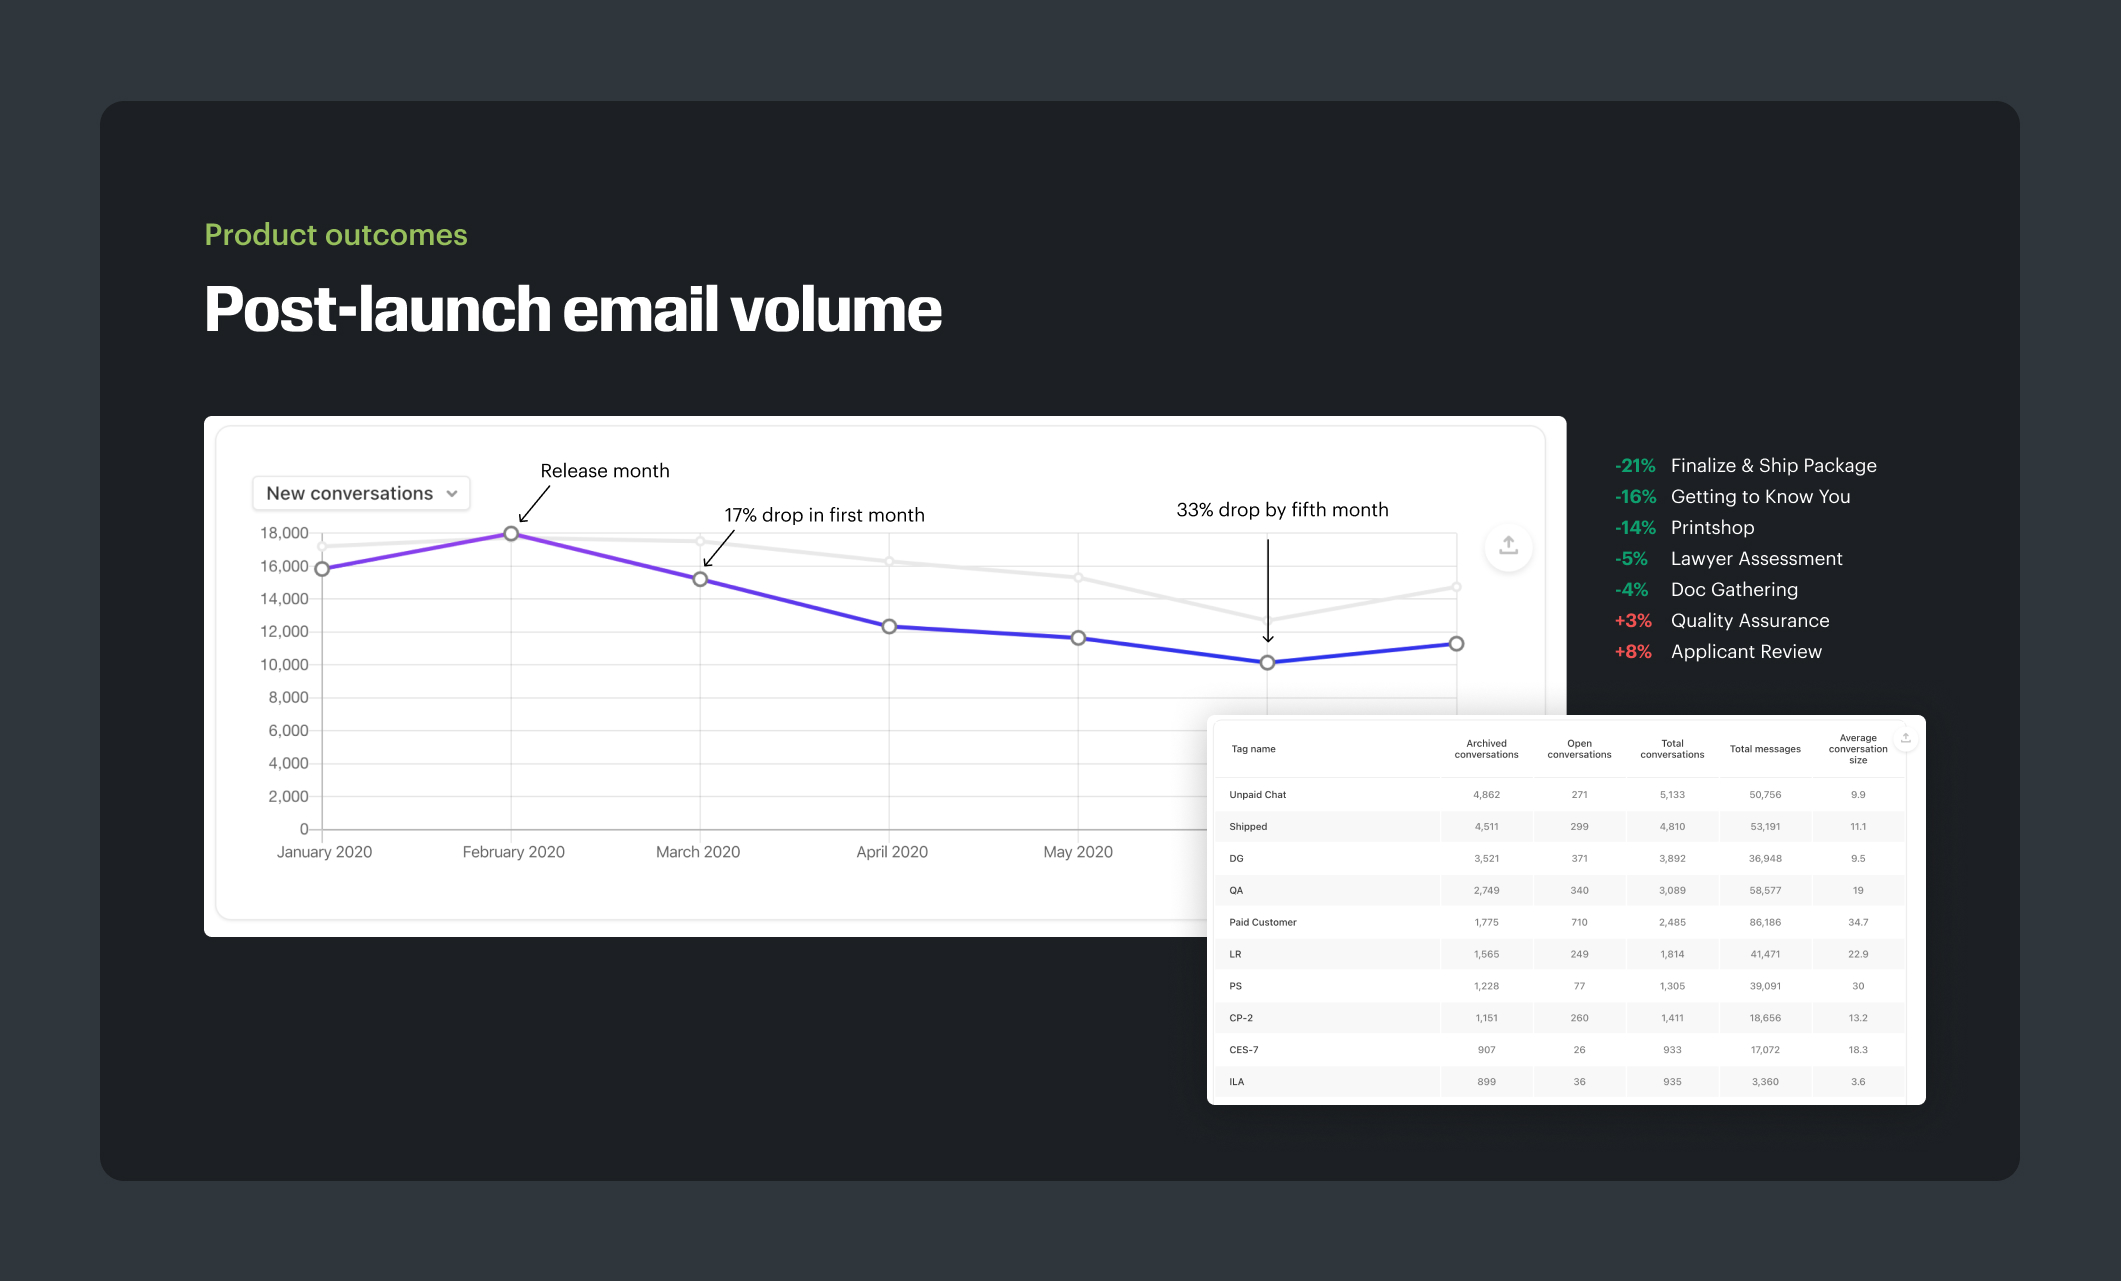 Product outcomes
Post-launch email volume
New conversations
Release month
17% drop in first month
33% drop by fifth month
18,000
16,000
14,000
12,000
10,000
8,000
6,000
4,000
2,000
0
January 2020
February 2020
March 2020
April 2020
May 2020
-21% Finalize & Ship Package
-16% Getting to Know You
-14% Printshop
-5% Lawyer Assessment
-4% Doc Gathering
+3% Quality Assurance
+8% Applicant Review
Tag name Archived conversations Open conversations Total conversations Total messages Average conversation size
Unpaid Chat 4,862 271 5,133 50,756 9.9
Shipped 4,511 299 4,810 53,191 11.1
DG 3,521 371 3,892 36,948 9.5
QA 2,749 340 3,089 58,577 19
Paid Customer 1,775 710 2,485 86,186 34.7
LR 1,565 249 1,814 41,471 22.9
PS 1,228 77 1,305 39,091 30
CP-2 1,151 260 1,411 18,656 13.2
CES-7 907 26 933 17,072 18.3
ILA 899 36 935 3,360 3.6